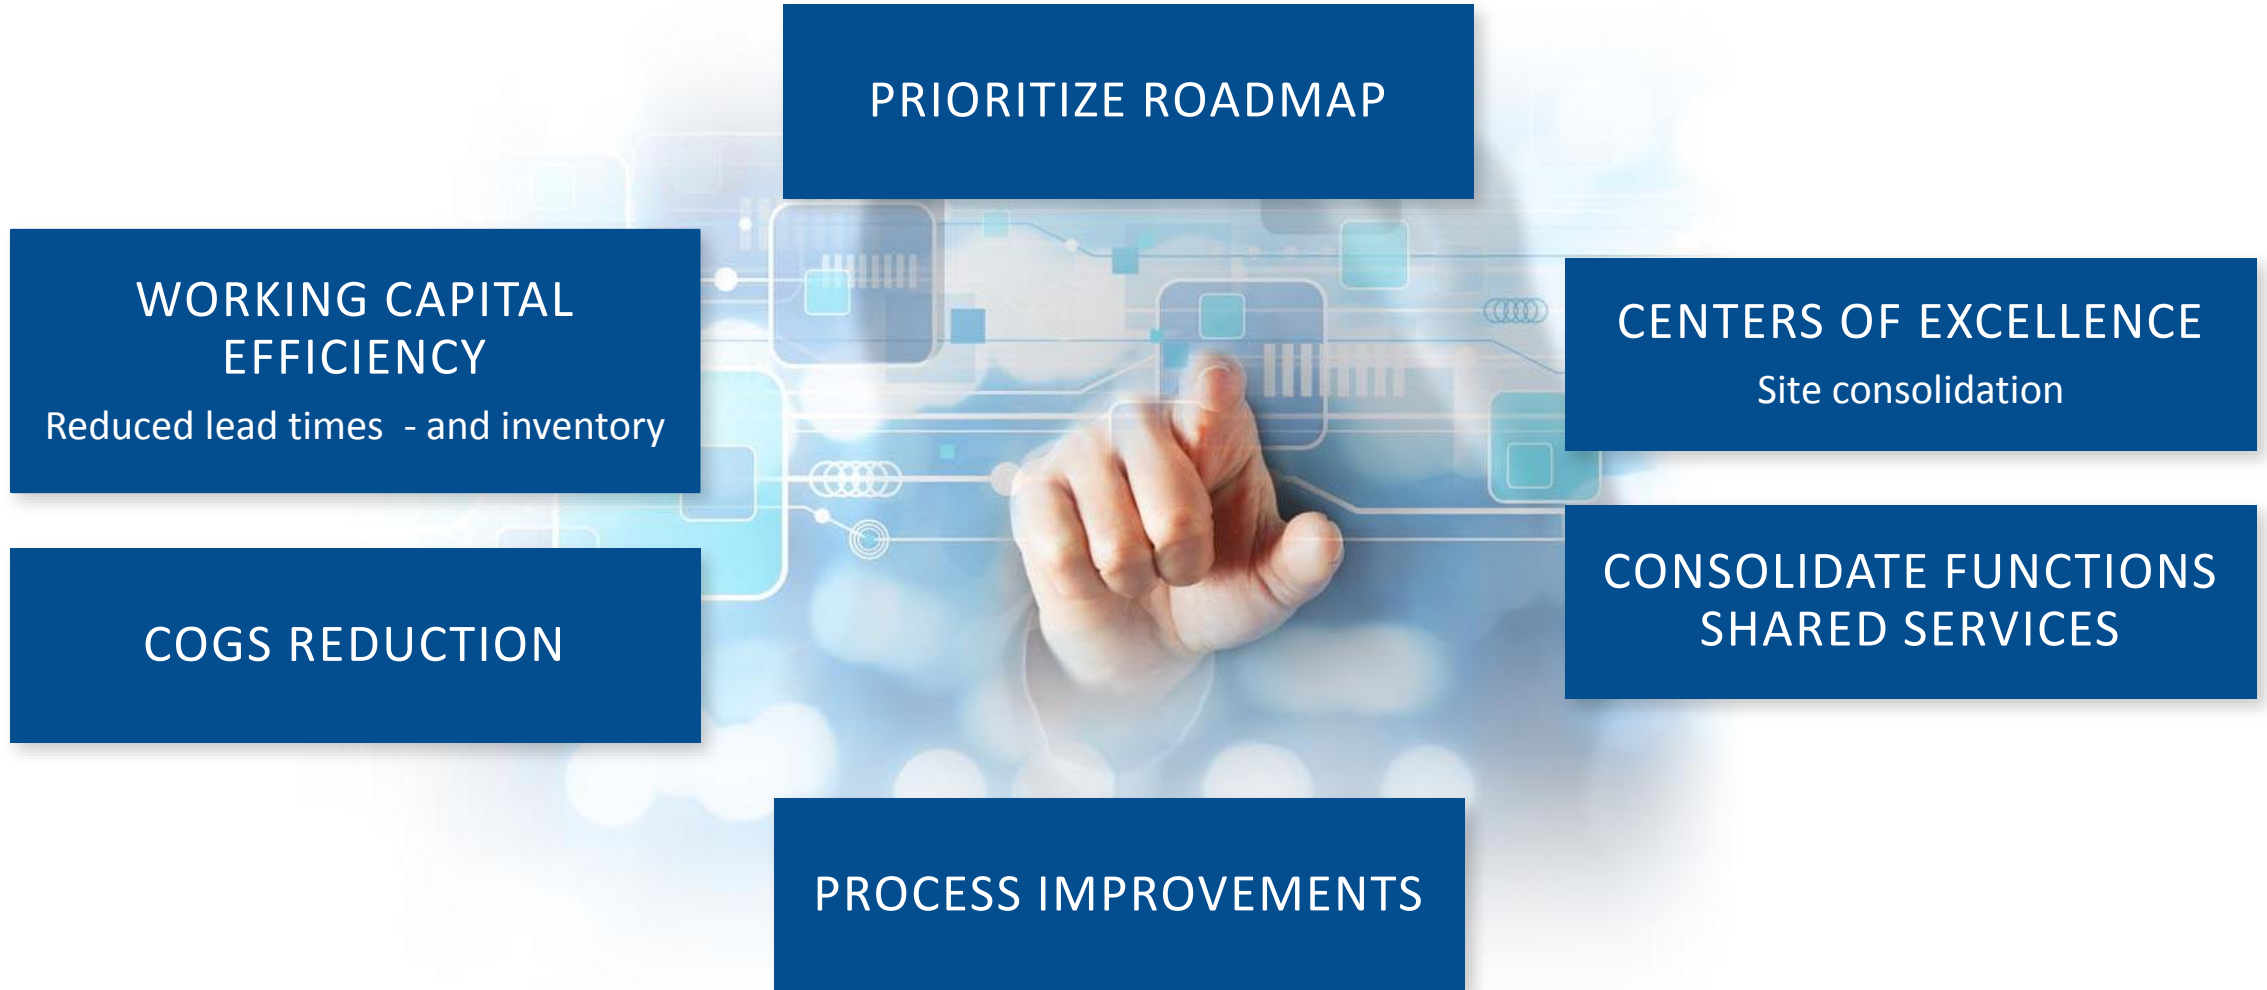 PRIORITIZE ROADMAP
WORKING CAPITAL
EFFICIENCY
Reduced lead times  - and inventory
CENTERS OF EXCELLENCE
Site consolidation
COGS REDUCTION
CONSOLIDATE FUNCTIONS
SHARED SERVICES
PROCESS IMPROVEMENTS